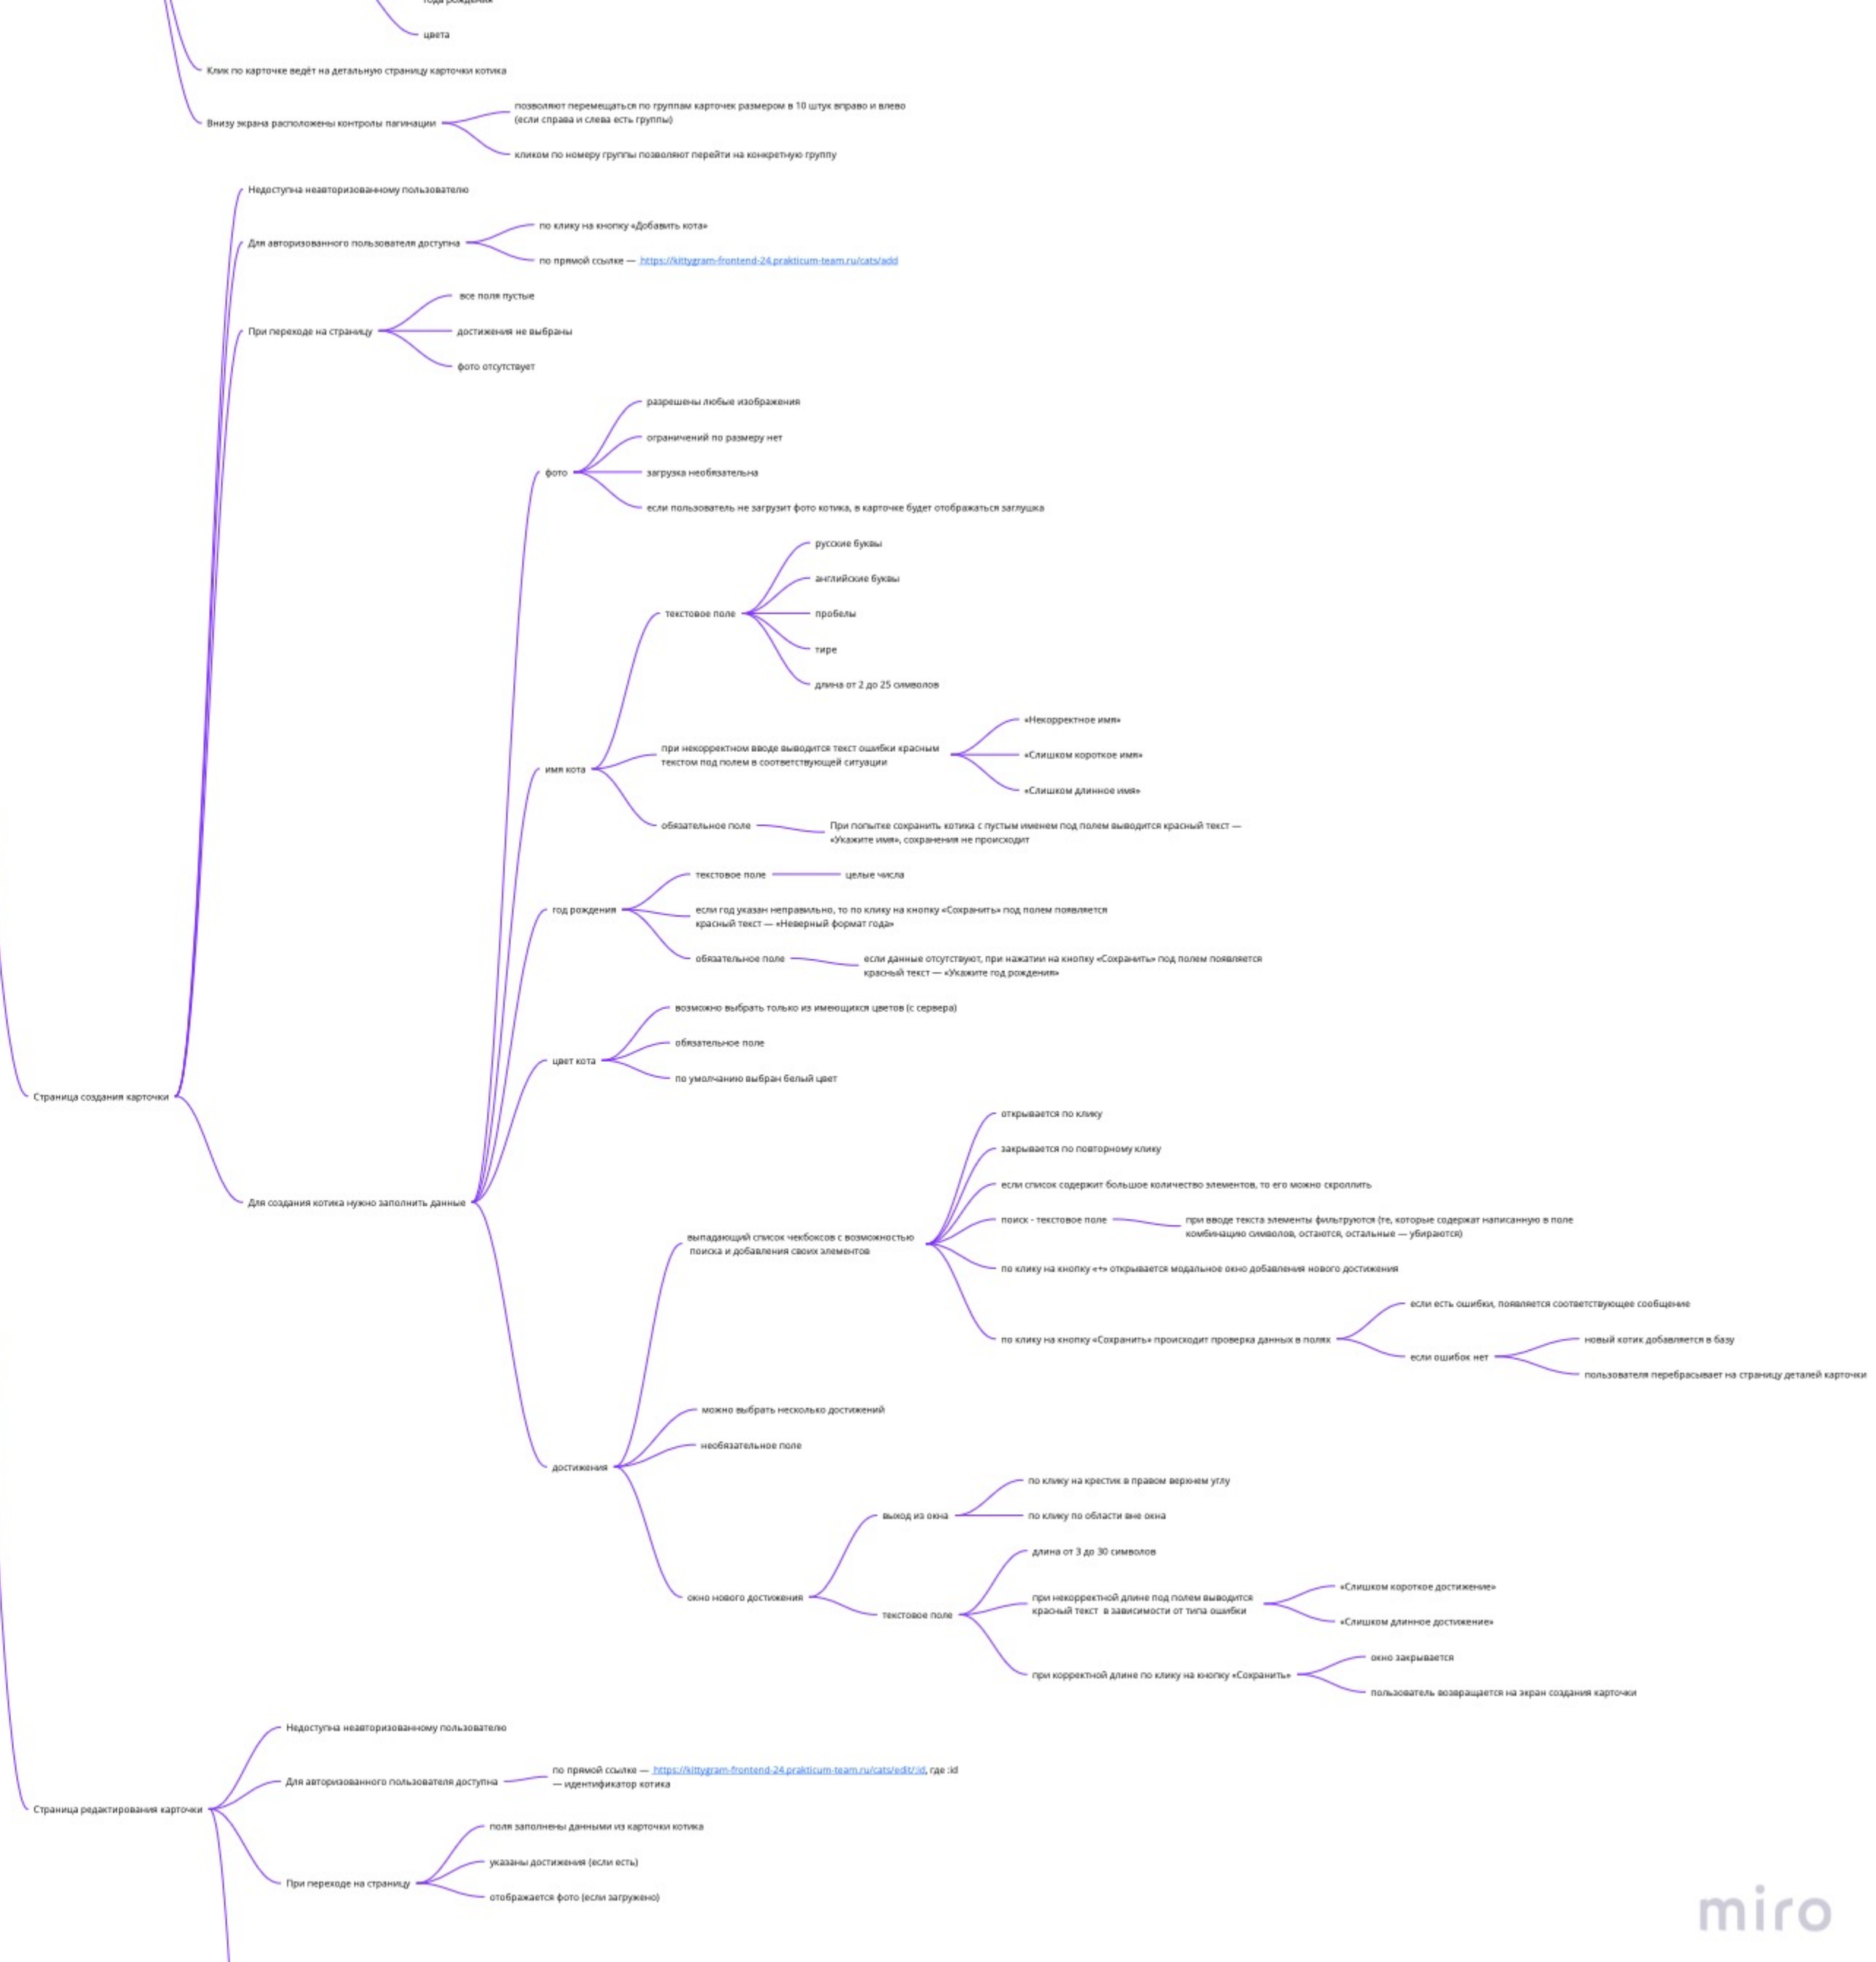 года рождения
цвета
Клик по карточке ведёт на детальную страницу карточки котика
Внизу экрана расположены контролы пагинации
позволяют перемещаться по группам карточек размером в 10 штук вправо и влево
(если справа и слева есть группы)
кликом по номеру группы позволяют перейти на конкретную группу
Страница создания карточки
Недоступна неавторизованному пользователю
Для авторизованного пользователя доступна
по клику на кнопку «Добавить кота»
по прямой ссылке — https://kittygram-frontend-24.prakticum-team.ru/cats/add
При переходе на страницу
все поля пустые
достижения не выбраны
фото отсутствует
Для создания котика нужно заполнить данные
фото
разрешены любые изображения
ограничений по размеру нет
загрузка необязательна
если пользователь не загрузит фото котика, в карточке будет отображаться заглушка
имя кота
текстовое поле
русские буквы
английские буквы
пробелы
тире
длина от 2 до 25 символов
при некорректном вводе выводится текст ошибки красным
текстом под полем в соответствующей ситуации
«Некорректное имя»
«Слишком короткое имя»
«Слишком длинное имя»
обязательное поле
При попытке сохранить котика с пустым именем под полем выводится красный текст —
«Укажите имя», сохранения не происходит
год рождения
текстовое поле
целые числа
если год указан неправильно, то по клику на кнопку «Сохранить» под полем появляется
красный текст — «Неверный формат года»
обязательное поле
если данные отсутствуют, при нажатии на кнопку «Сохранить» под полем появляется
красный текст — «Укажите год рождения»
цвет кота
возможно выбрать только из имеющихся цветов (с сервера)
обязательное поле
по умолчанию выбран белый цвет
достижения
выпадающий список чекбоксов с возможностью
поиска и добавления своих элементов
открывается по клику
закрывается по повторному клику
если список содержит большое количество элементов, то его можно скроллить
поиск - текстовое поле
при вводе текста элементы фильтруются (те, которые содержат написанную в поле
комбинацию символов, остаются, остальные — убираются)
по клику на кнопку «+» открывается модальное окно добавления нового достижения
по клику на кнопку «Сохранить» происходит проверка данных в полях
если есть ошибки, появляется соответствующее сообщение
если ошибок нет
новый котик добавляется в базу
пользователя перебрасывает на страницу деталей карточки
можно выбрать несколько достижений
необязательное поле
окно нового достижения
выход из окна
по клику на крестик в правом верхнем углу
по клику по области вне окна
текстовое поле
длина от 3 до 30 символов
при некорректной длине под полем выводится
красный текст в зависимости от типа ошибки
«Слишком короткое достижение»
«Слишком длинное достижение»
при корректной длине по клику на кнопку «Сохранить»
окно закрывается
пользователь возвращается на экран создания карточки
Страница редактирования карточки
Недоступна неавторизованному пользователю
Для авторизованного пользователя доступна
по прямой ссылке — https://kittygram-frontend-24.prakticum-team.ru/cats/edit/:id, где :id
— идентификатор котика
При переходе на страницу
поля заполнены данными из карточки котика
указаны достижения (если есть)
отображается фото (если загружено)
miro